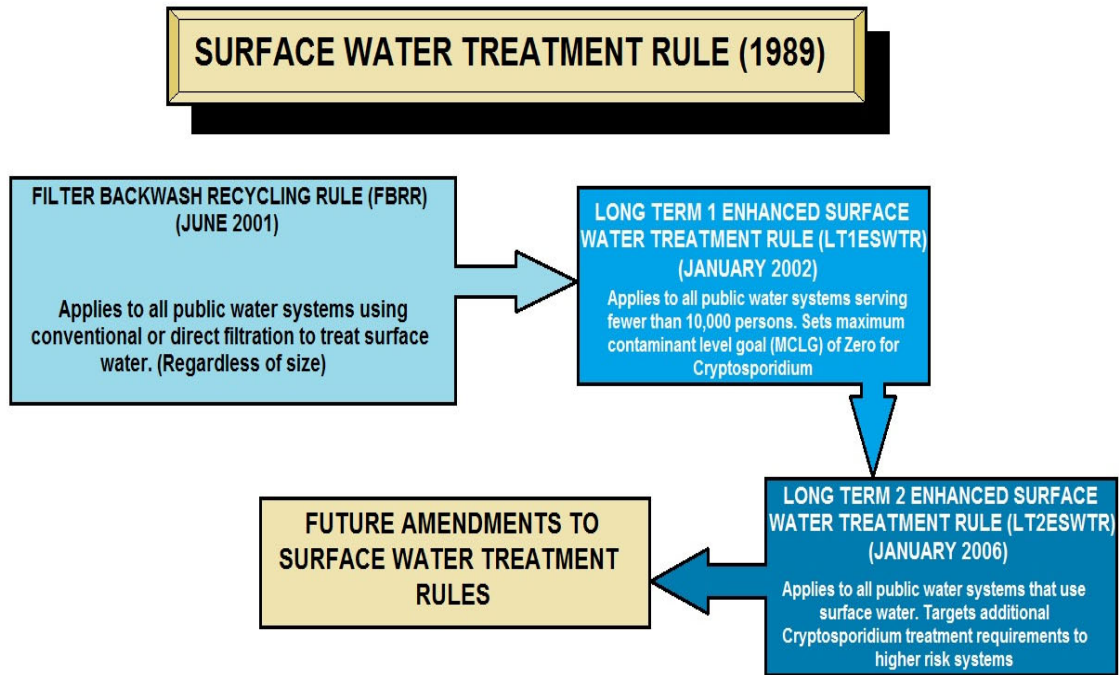 SURFACE WATER TREATMENT RULE (1989)
FILTER BACKWASH RECYCLING RULE (FBRR)
(JUNE 2001)
Applies to all public water systems using
conventional or direct filtration to treat surface
water. (Regardless of size)
LONG TERM 1 ENHANCED SURFACE
WATER TREATMENT RULE (LT1ESWTR)
(JANUARY 2002)
Applies to all public water systems serving
fewer than 10,000 persons. Sets maximum
contaminant level goal (MCLG) of Zero for
Cryptosporidium
LONG TERM 2 ENHANCED SURFACE
WATER TREATMENT RULE (LT2ESWTR)
(JANUARY 2006)
Applies to all public water systems that use
surface water. Targets additional
Cryptosporidium treatment requirements to
higher risk systems
FUTURE AMENDMENTS TO
SURFACE WATER TREATMENT
RULES